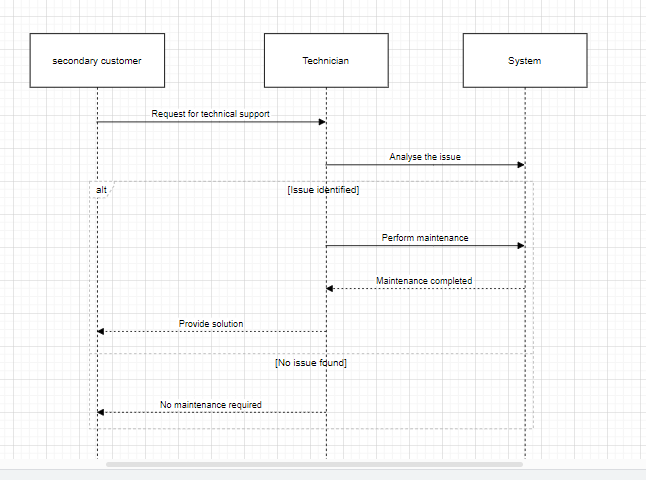 secondary customer
Technician
System
Request for technical support
Analyse the issue
alt
[Issue identified]
Perform maintenance
Maintenance completed
Provide solution
[No issue found]
No maintenance required